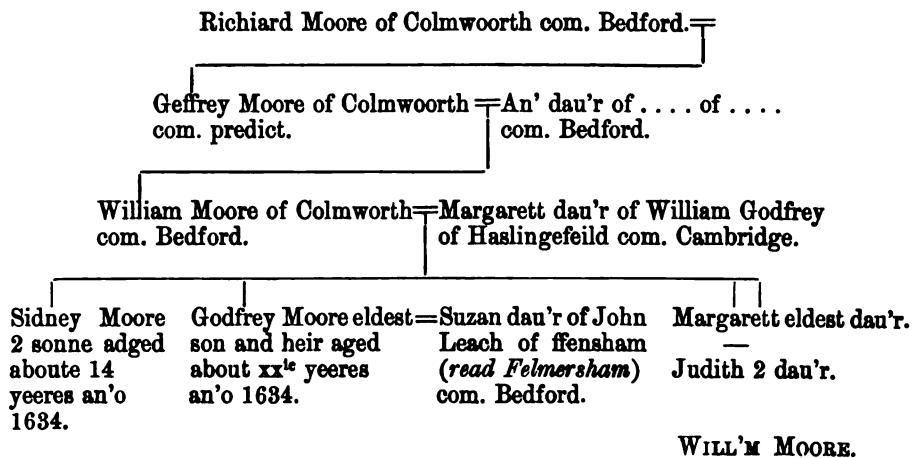 Richiard Moore of Colmwoorth com. Bedford.
Geffrey Moore of Colmwoorth
com. predict.
An' dau'r of . . . . of . . . .
com. Bedford.
William Moore of Colmworth
com. Bedford.
Margarett dau'r of William Godfrey
of Haslingefeild com. Cambridge.
Sidney Moore
2 sonne adged
aboute 14
yeeres an'o
1634.
Godfrey Moore eldest
son and heir aged
about xxtie yeeres
an'o 1634.
Suzan dau'r of John
Leach of ffensham
(read Felmersham)
com. Bedford.
Margarett eldest dau'r.
—
Judith 2 dau'r.
WILL'M MOORE.